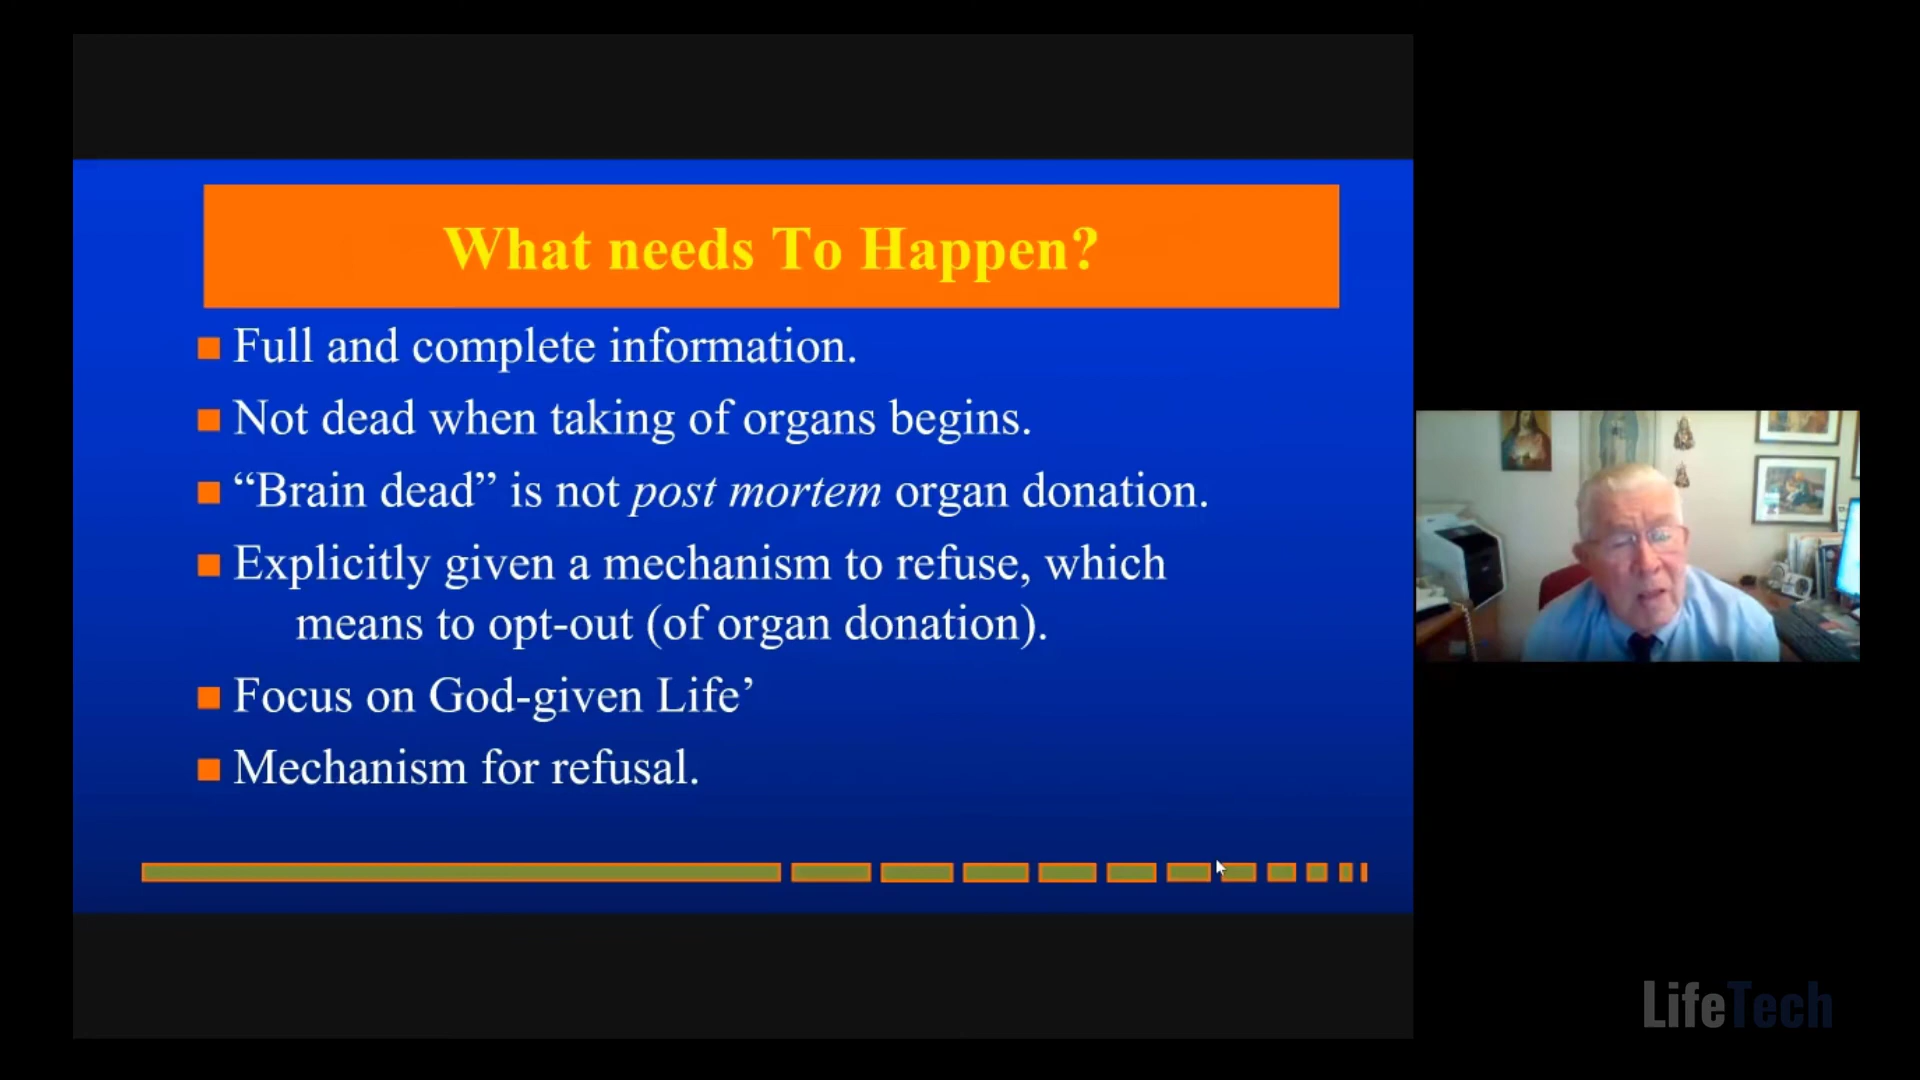 What needs To Happen?
Full and complete information.
Not dead when taking of organs begins.
“Brain dead” is not post mortem organ donation.
Explicitly given a mechanism to refuse, which
means to opt-out (of organ donation).
Focus on God-given Life’
Mechanism for refusal.
LifeTech